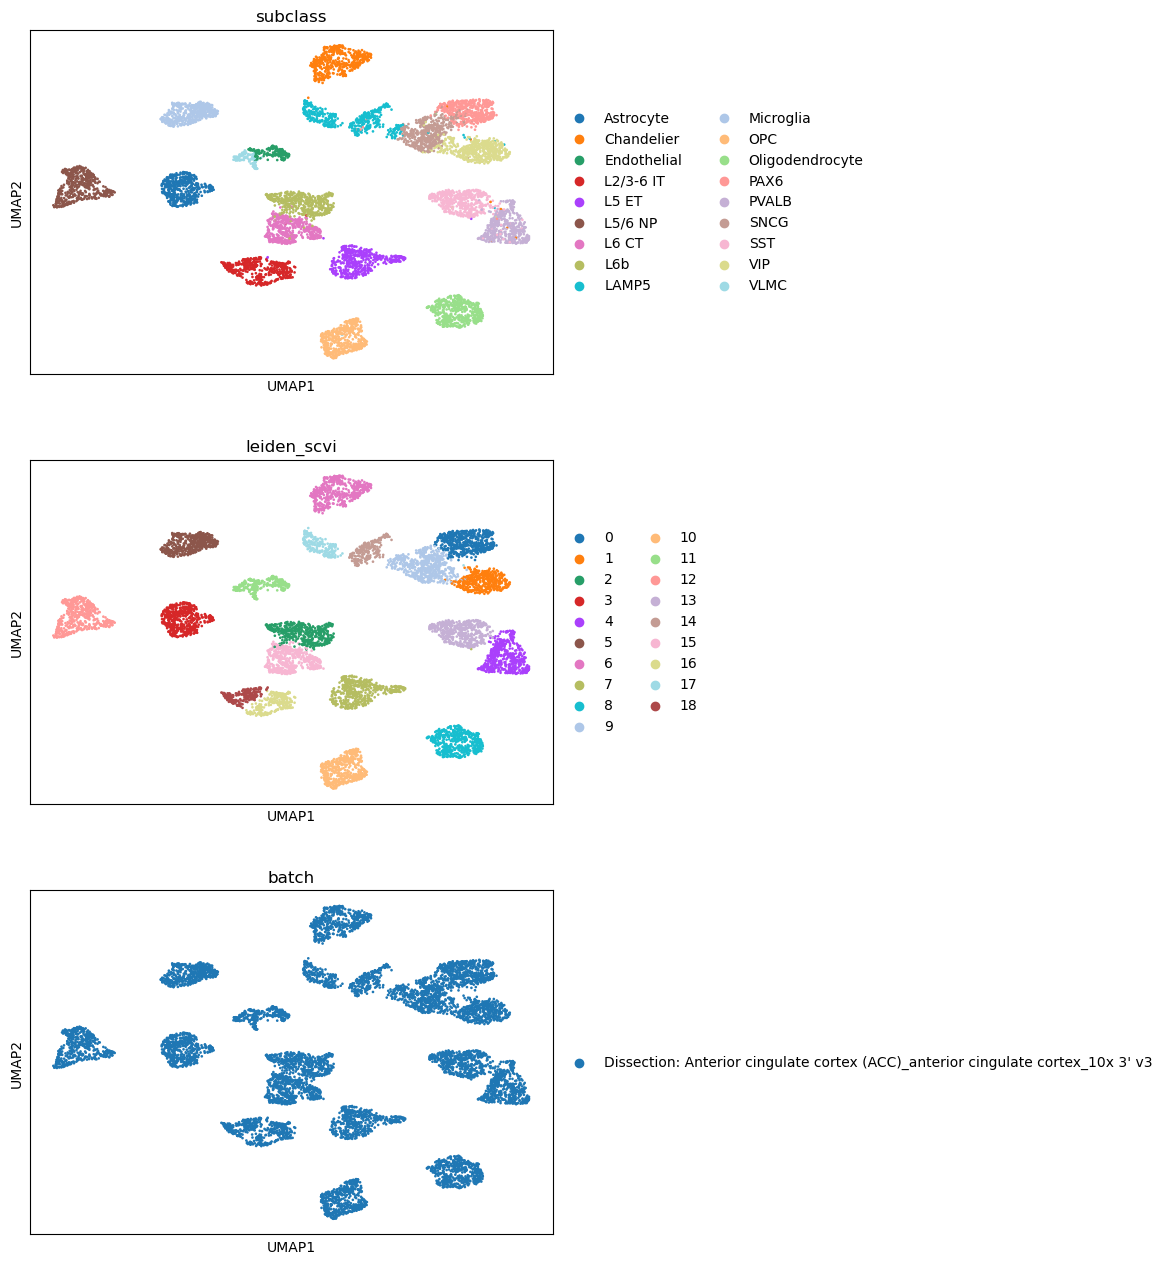 subclass
UMAP2
UMAP1
Astrocyte
Chandelier
Endothelial
L2/3-6 IT
L5 ET
L5/6 NP
L6 CT
L6b
LAMP5
Microglia
OPC
Oligodendrocyte
PAX6
PVALB
SNCG
SST
VIP
VLMC
leiden_scvi
UMAP2
UMAP1
0
1
2
3
4
5
6
7
8
9
10
11
12
13
14
15
16
17
18
batch
UMAP2
UMAP1
Dissection: Anterior cingulate cortex (ACC)_anterior cingulate cortex_10x 3' v3